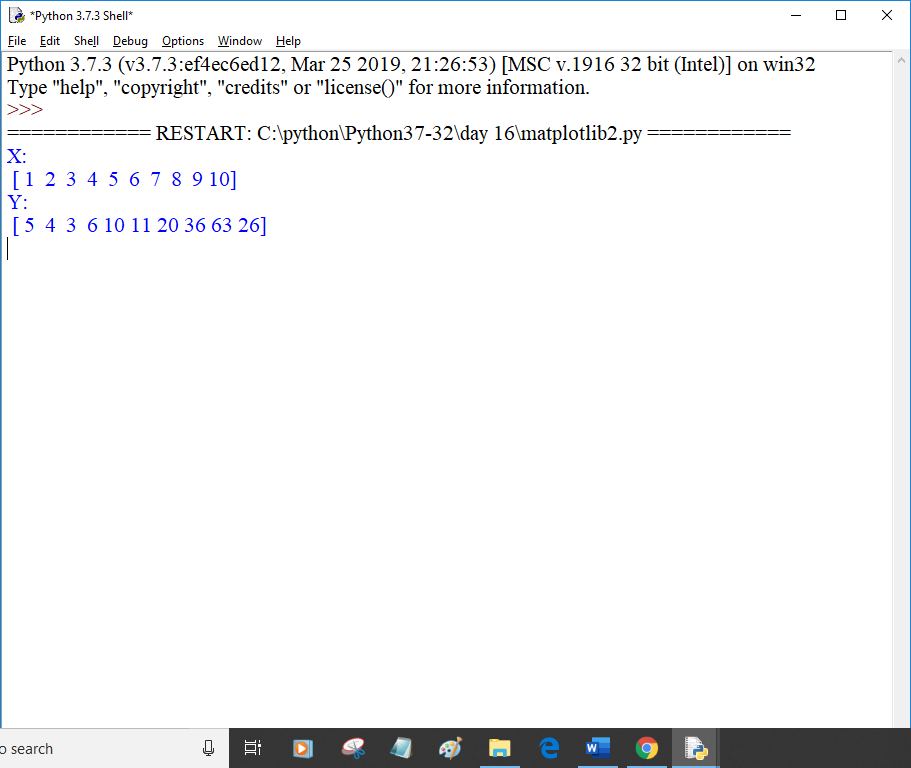 *Python 3.7.3 Shell*
File Edit Shell Debug Options Window Help
Python 3.7.3 (v3.7.3:ef4ec6ed12, Mar 25 2019, 21:26:53) [MSC v.1916 32 bit (Intel)] on win32
Type "help", "copyright", "credits" or "license()" for more information.
>>>
============ RESTART: C:\python\Python37-32\day 16\matplotlib2.py ============
X:
[ 1  2  3  4  5  6  7  8  9 10]
Y:
[ 5  4  3  6 10 11 20 36 63 26]
o search